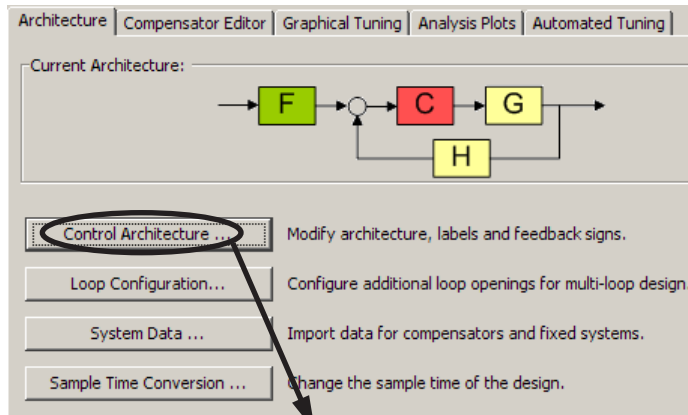 Architecture Compensator Editor Graphical Tuning Analysis Plots Automated Tuning
Current Architecture:
F C G
H
Control Architecture ... Modify architecture, labels and feedback signs.
Loop Configuration... Configure additional loop openings for multi-loop design.
System Data ... Import data for compensators and fixed systems.
Sample Time Conversion ... Change the sample time of the design.